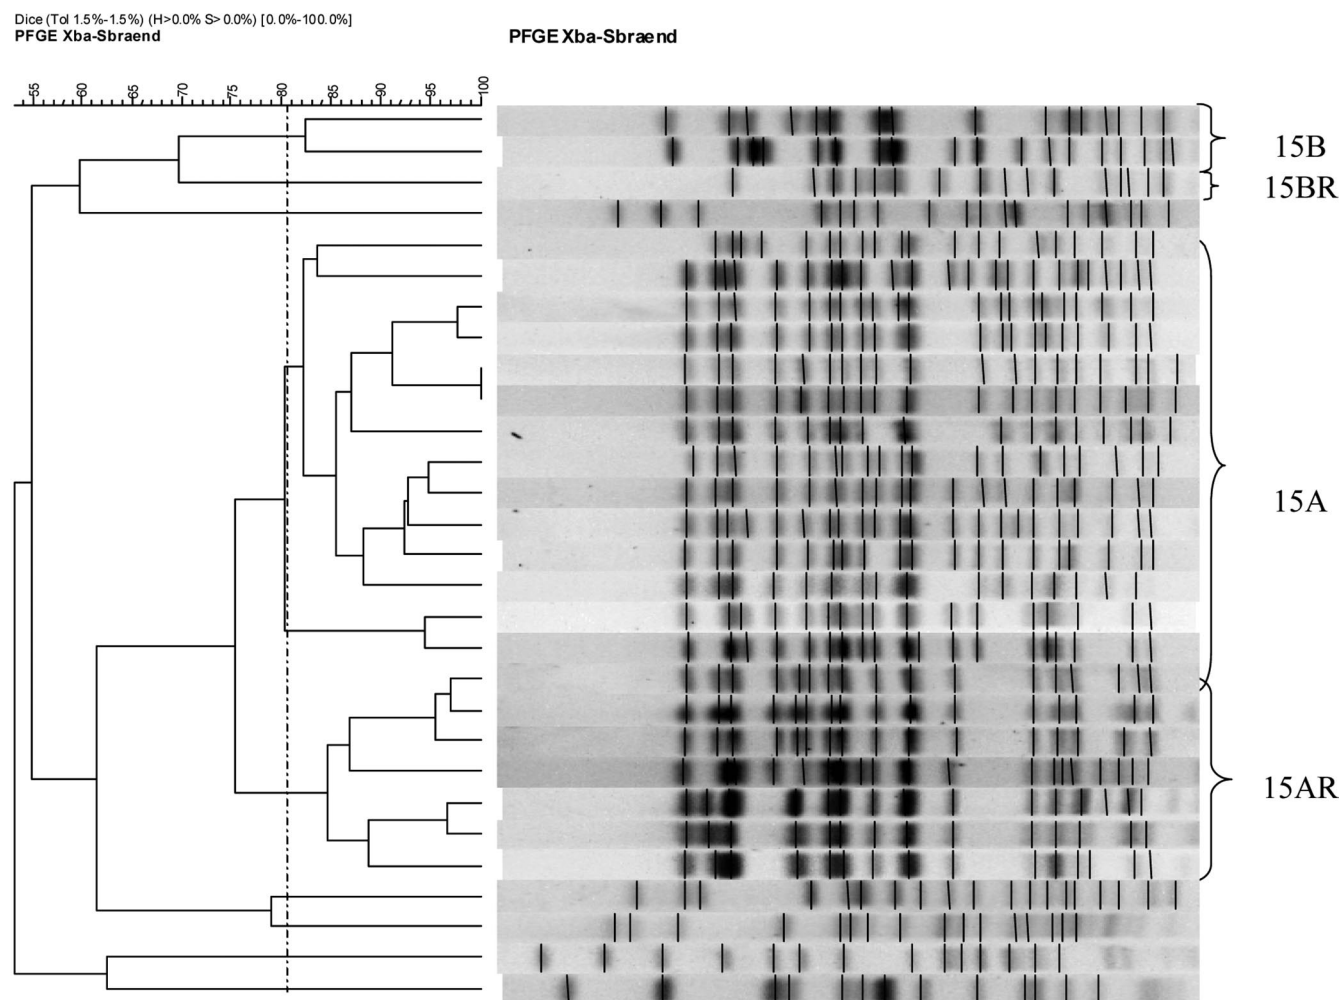 Dice (Tol 1.5%-1.5%) (H>0.0% S>0.0%) [0.0%-100.0%]
PFGE Xba-Sbraend
PFGE Xba-Sbraend
55 60 65 70 75 80 85 90 95 100
15B
15BR
15A
15AR